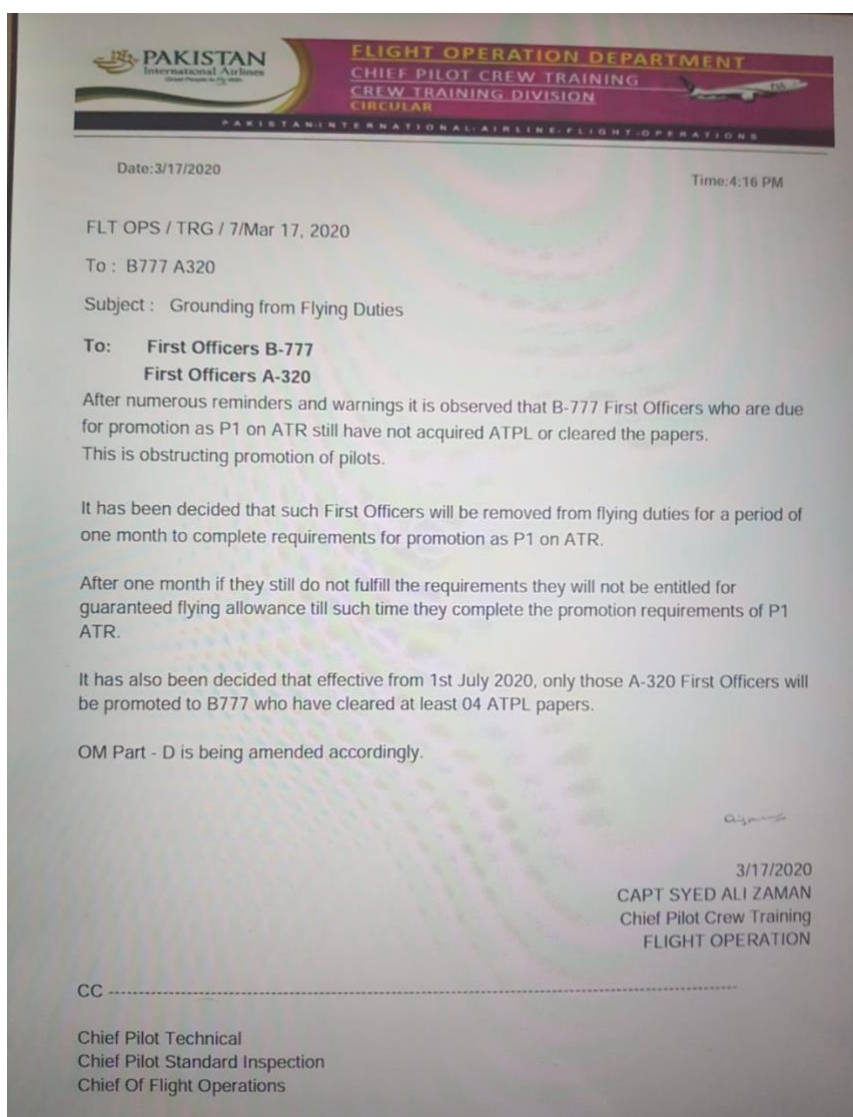 PAKISTAN
International Airlines
Great People to Fly With
FLIGHT OPERATION DEPARTMENT
CHIEF PILOT CREW TRAINING
CREW TRAINING DIVISION
CIRCULAR
PAKISTAN-INTERNATIONAL-AIRLINE-FLIGHT-OPERATIONS
Date:3/17/2020
Time:4:16 PM
FLT OPS / TRG / 7/Mar 17, 2020
To : B777 A320
Subject : Grounding from Flying Duties
To: First Officers B-777
First Officers A-320
After numerous reminders and warnings it is observed that B-777 First Officers who are due
for promotion as P1 on ATR still have not acquired ATPL or cleared the papers.
This is obstructing promotion of pilots.
It has been decided that such First Officers will be removed from flying duties for a period of
one month to complete requirements for promotion as P1 on ATR.
After one month if they still do not fulfill the requirements they will not be entitled for
guaranteed flying allowance till such time they complete the promotion requirements of P1
ATR.
It has also been decided that effective from 1st July 2020, only those A-320 First Officers will
be promoted to B777 who have cleared at least 04 ATPL papers.
OM Part - D is being amended accordingly.
3/17/2020
CAPT SYED ALI ZAMAN
Chief Pilot Crew Training
FLIGHT OPERATION
CC --------------------------------------------------------------------------------
Chief Pilot Technical
Chief Pilot Standard Inspection
Chief Of Flight Operations